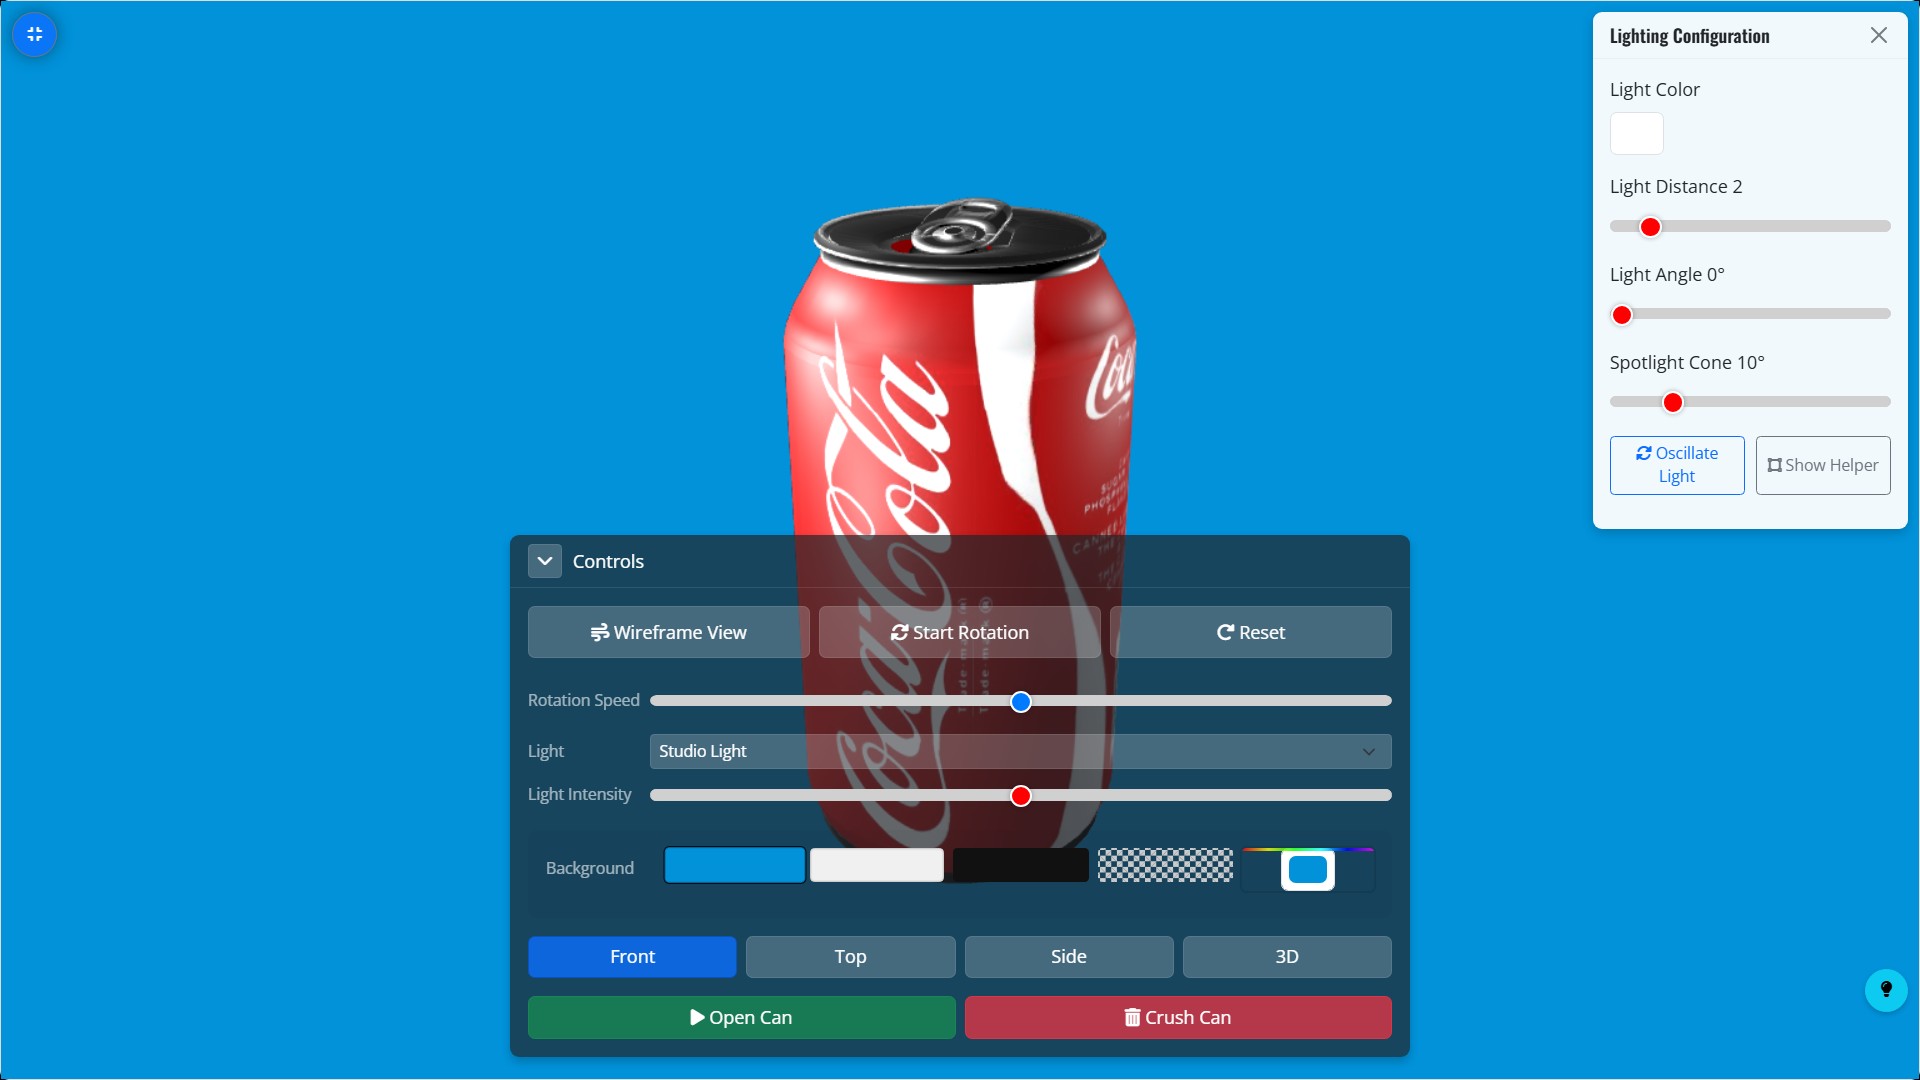 Lighting Configuration
Light Color
Light Distance 2
Light Angle 0°
Spotlight Cone 10°
Oscillate
Light
Show Helper
Coca-Cola
Coca
Controls
Wireframe View
Start Rotation
Reset
Rotation Speed
Light
Studio Light
Light Intensity
Background
Front
Top
Side
3D
Open Can
Crush Can